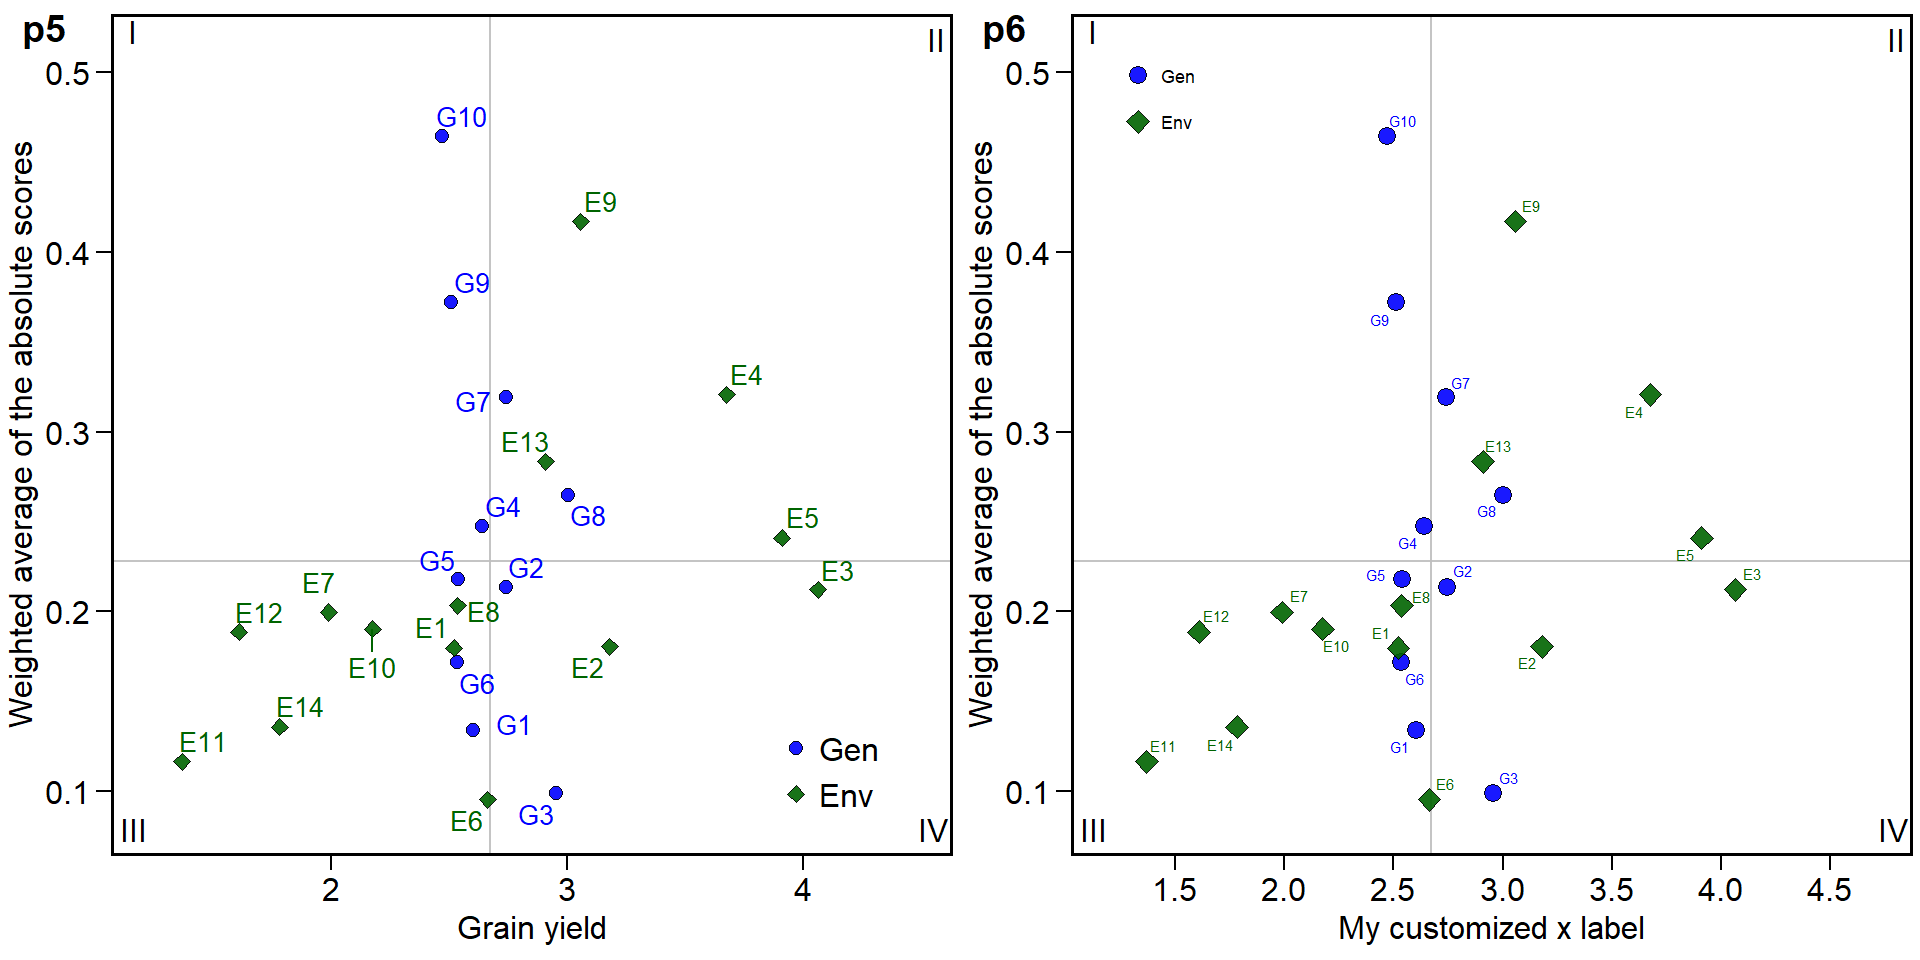 p5
I
II
0.5
0.4
0.3
0.2
0.1
Weighted average of the absolute scores
G10
E9
G9
E4
G7
E13
G4
G8
E5
G5
G2
E3
E7
E12
E8
E1
E10
E2
G6
E14
G1
E11
Gen
Env
E6
G3
III
IV
2 3 4
Grain yield
p6
I
II
Gen
Env
0.5
0.4
0.3
0.2
0.1
Weighted average of the absolute scores
G10
E9
G9
G7
E4
E13
G8
G4
E5
G5
G2
E3
E7
E8
E12
E1
E10
E2
G6
E14
E11
G1
G3
E6
III
IV
1.5 2.0 2.5 3.0 3.5 4.0 4.5
My customized x label